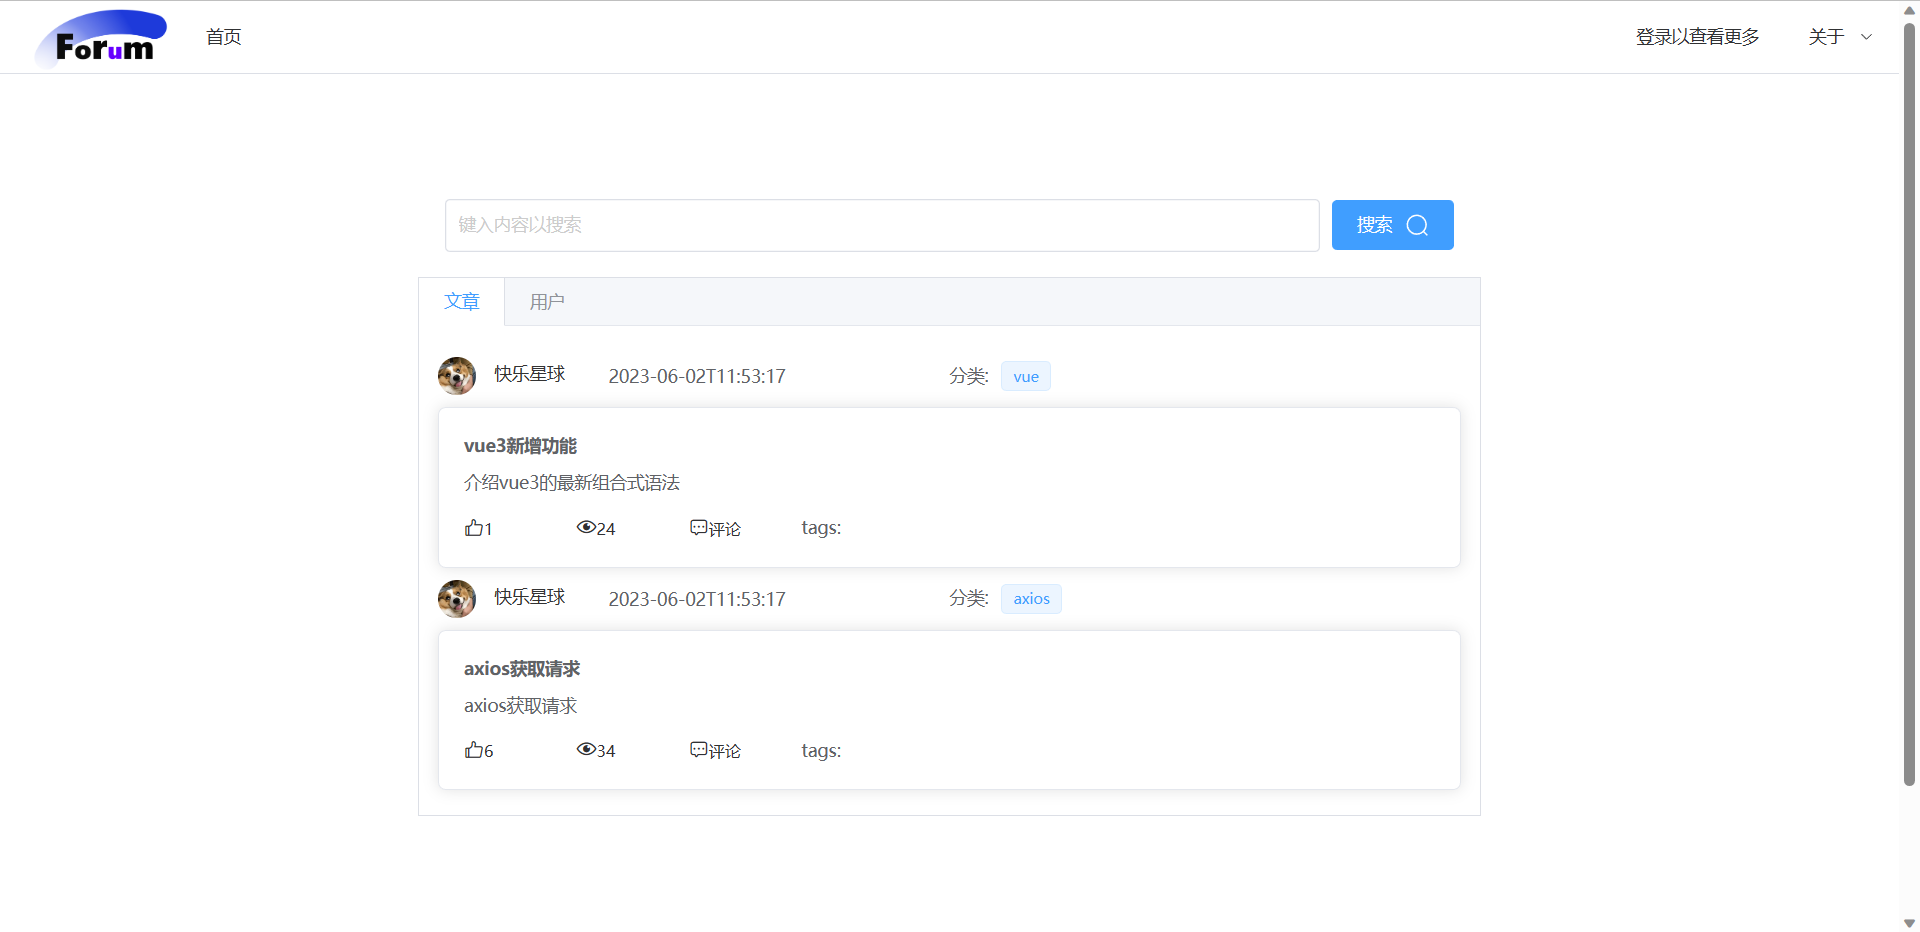 Forum 首页 登录以查看更多 关于
键入内容以搜索 搜索
文章 用户
快乐星球 2023-06-02T11:53:17 分类: vue
vue3新增功能
介绍vue3的最新组合式语法
1 24 评论 tags:
快乐星球 2023-06-02T11:53:17 分类: axios
axios获取请求
axios获取请求
6 34 评论 tags: